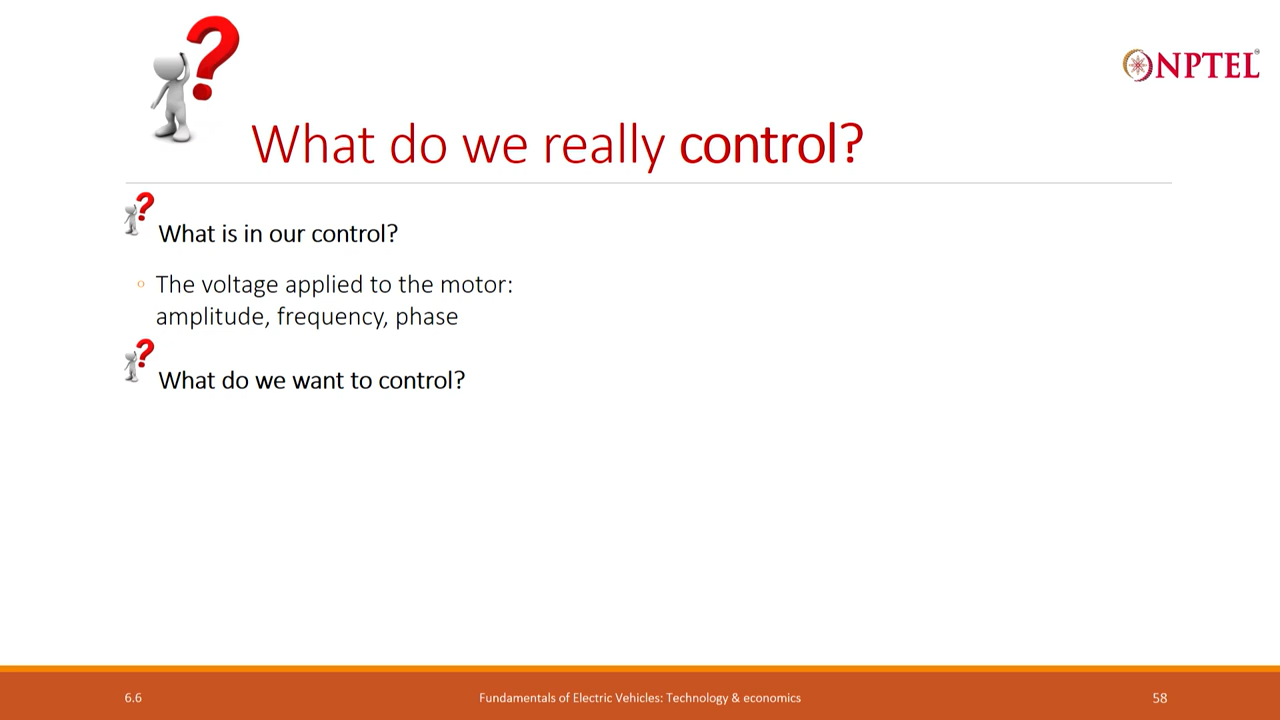 NPTEL
What do we really control?
What is in our control?
The voltage applied to the motor:
amplitude, frequency, phase
What do we want to control?
6.6
Fundamentals of Electric Vehicles: Technology & economics
58